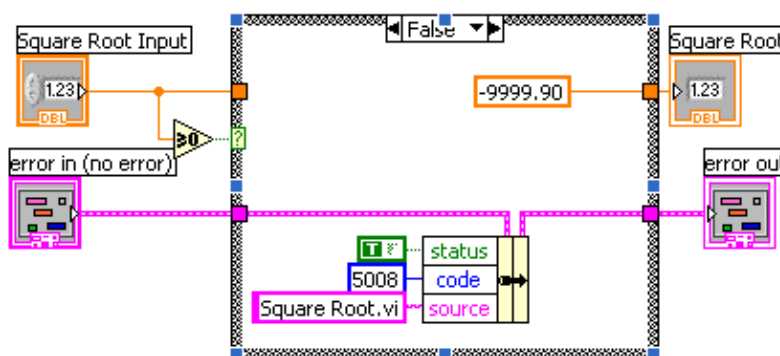 False
Square Root Input
Square Root
1.23
-9999.90
1.23
DBL
DBL
≥0
?
error in (no error)
error out
T F
status
5008
code
Square Root.vi
source